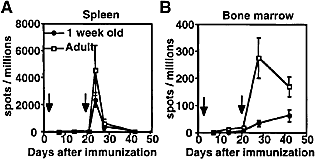 A
Spleen
1 week old
Adult
spots / millions
8000
6000
4000
2000
0
0 10 20 30 40 50
Days after immunization
B
Bone marrow
spots / millions
400
300
200
100
0
0 10 20 30 40 50
Days after immunization